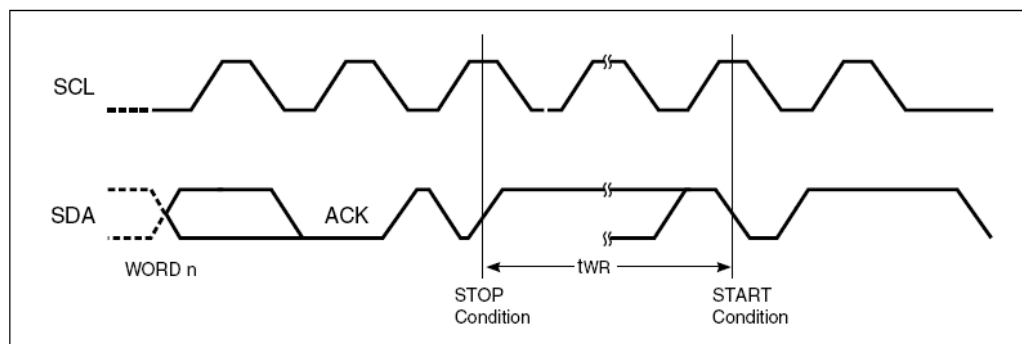 SCL
SDA
ACK
WORD n
tWR
STOP
Condition
START
Condition